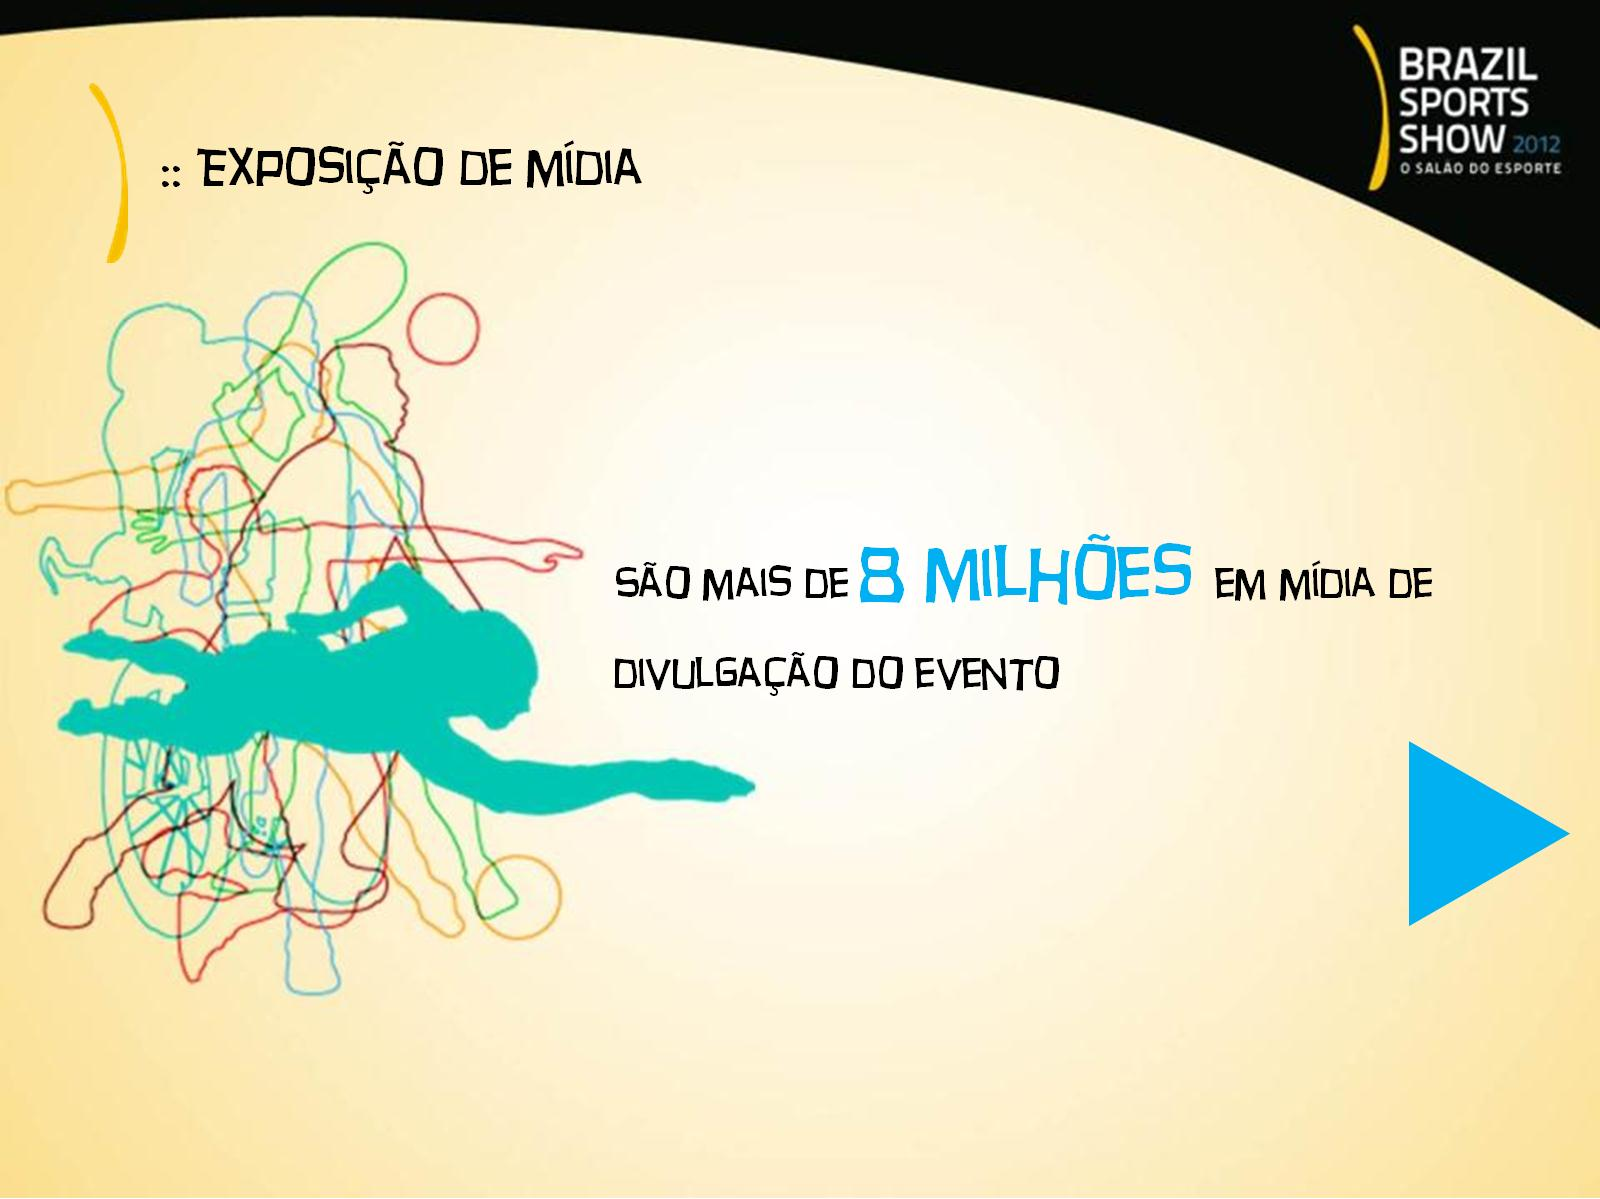 BRAZIL
SPORTS
SHOW 2012
O SALÃO DO ESPORTE
:: EXPOSIÇÃO DE MÍDIA
SÃO MAIS DE 8 MILHÕES EM MÍDIA DE
DIVULGAÇÃO DO EVENTO